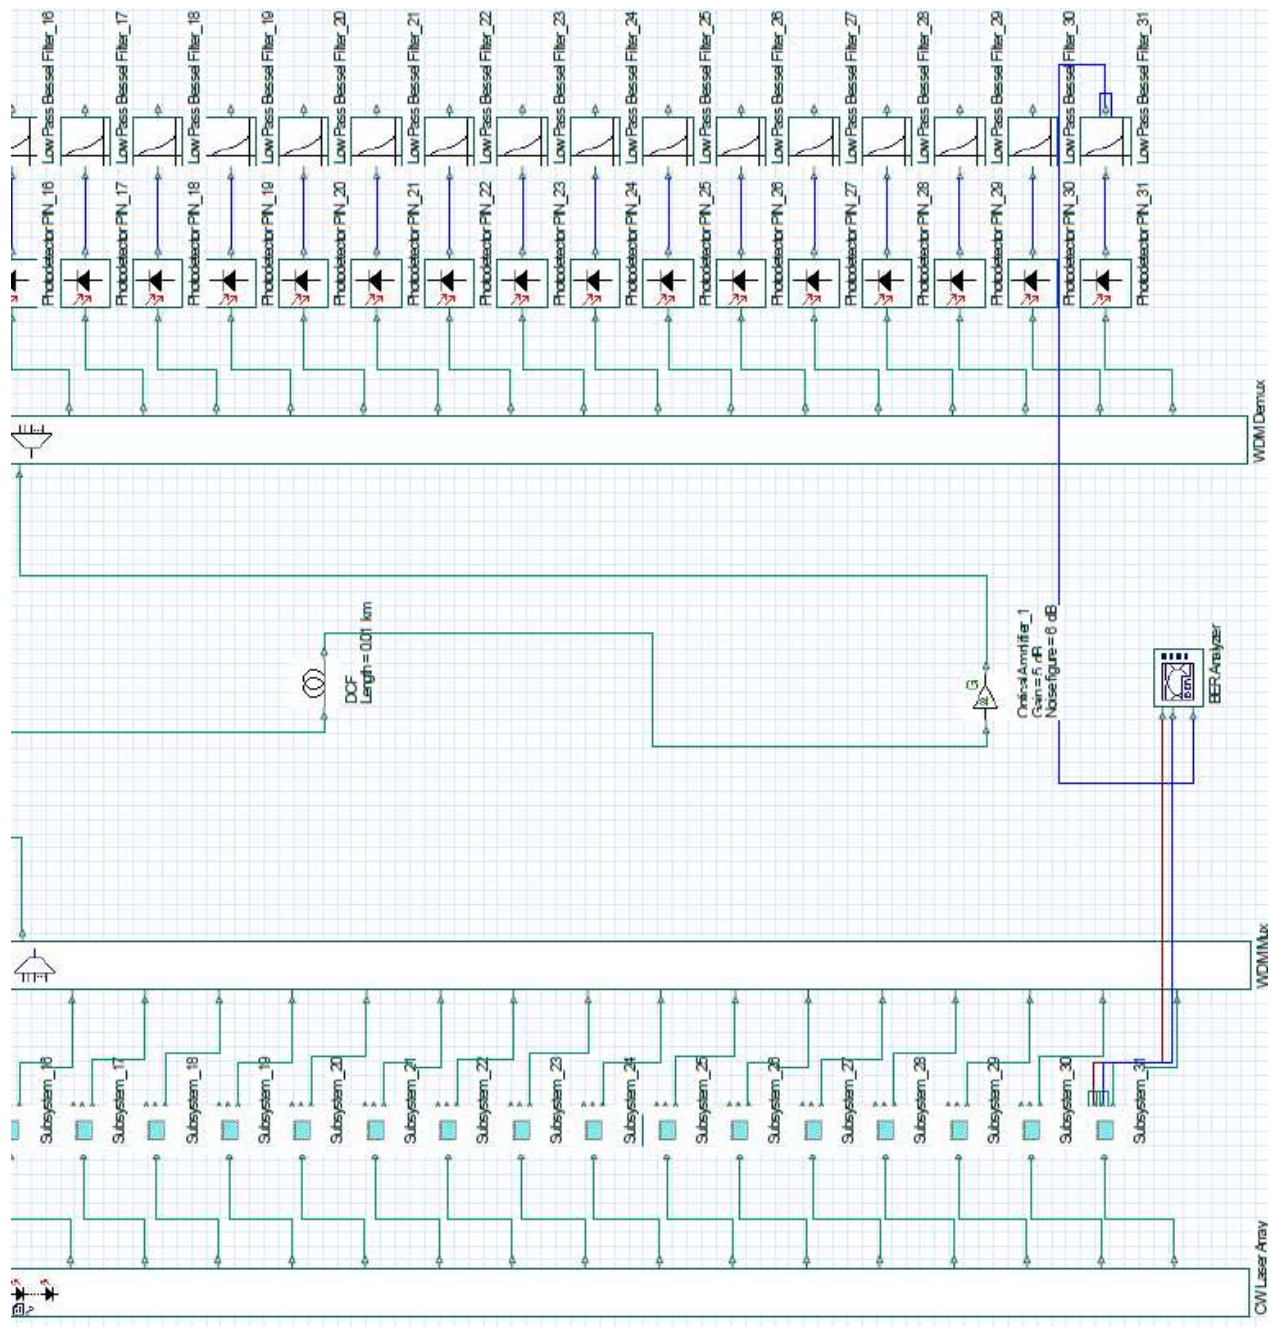 Low Pass Bessel Filter_16
Low Pass Bessel Filter_17
Low Pass Bessel Filter_18
Low Pass Bessel Filter_19
Low Pass Bessel Filter_20
Low Pass Bessel Filter_21
Low Pass Bessel Filter_22
Low Pass Bessel Filter_23
Low Pass Bessel Filter_24
Low Pass Bessel Filter_25
Low Pass Bessel Filter_26
Low Pass Bessel Filter_27
Low Pass Bessel Filter_28
Low Pass Bessel Filter_29
Low Pass Bessel Filter_30
Low Pass Bessel Filter_31
Photodetector PIN_16
Photodetector PIN_17
Photodetector PIN_18
Photodetector PIN_19
Photodetector PIN_20
Photodetector PIN_21
Photodetector PIN_22
Photodetector PIN_23
Photodetector PIN_24
Photodetector PIN_25
Photodetector PIN_26
Photodetector PIN_27
Photodetector PIN_28
Photodetector PIN_29
Photodetector PIN_30
Photodetector PIN_31
WDM Demux
DCF
Length = 0.01 km
G
Optical Amplifier_1
Gain = 5 dB
Noise figure = 6 dB
BER
BER Analyzer
WDM Mux
Subsystem_16
Subsystem_17
Subsystem_18
Subsystem_19
Subsystem_20
Subsystem_21
Subsystem_22
Subsystem_23
Subsystem_24
Subsystem_25
Subsystem_26
Subsystem_27
Subsystem_28
Subsystem_29
Subsystem_30
Subsystem_31
CW Laser Array